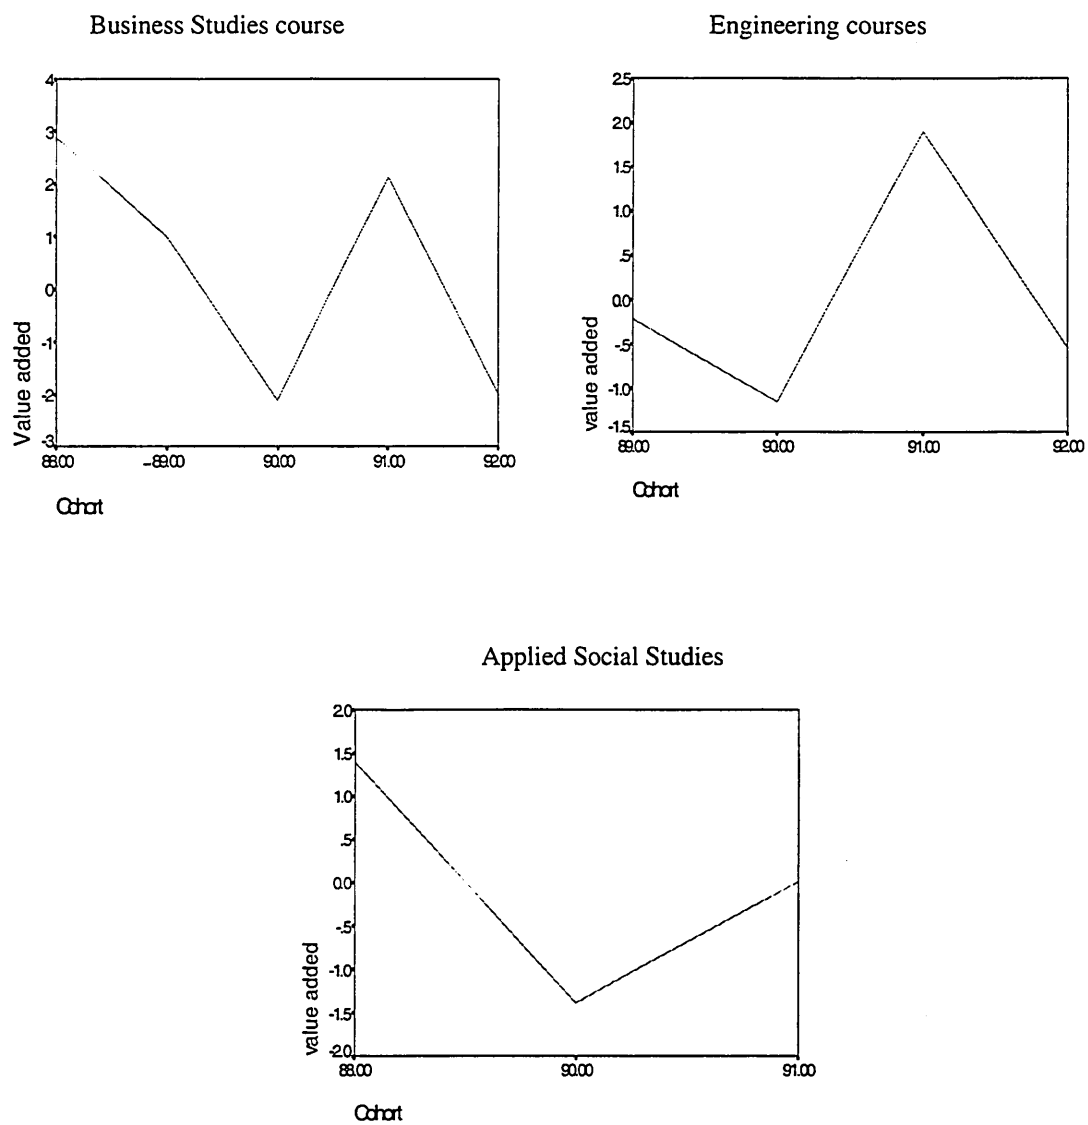 Business Studies course
4
3
2
1
0
-1
-2
-3
Value added
88.00 89.00 90.00 91.00 92.00
Cohort
Engineering courses
2.5
2.0
1.5
1.0
.5
0.0
-.5
-1.0
-1.5
value added
89.00 90.00 91.00 92.00
Cohort
Applied Social Studies
2.0
1.5
1.0
.5
0.0
-.5
-1.0
-1.5
-2.0
value added
88.00 90.00 91.00
Cohort